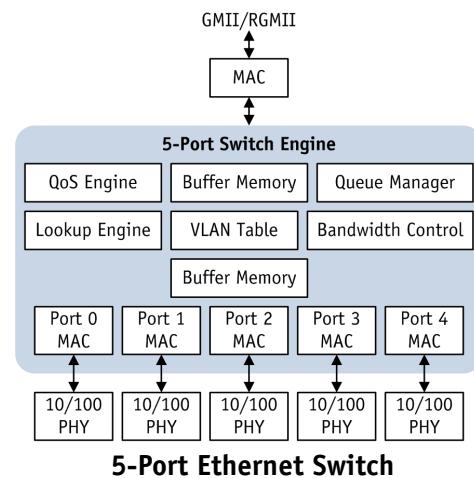 GMII/RGMII
MAC
5-Port Switch Engine
QoS Engine
Buffer Memory
Queue Manager
Lookup Engine
VLAN Table
Bandwidth Control
Buffer Memory
Port 0
MAC
Port 1
MAC
Port 2
MAC
Port 3
MAC
Port 4
MAC
10/100
PHY
10/100
PHY
10/100
PHY
10/100
PHY
10/100
PHY
5-Port Ethernet Switch